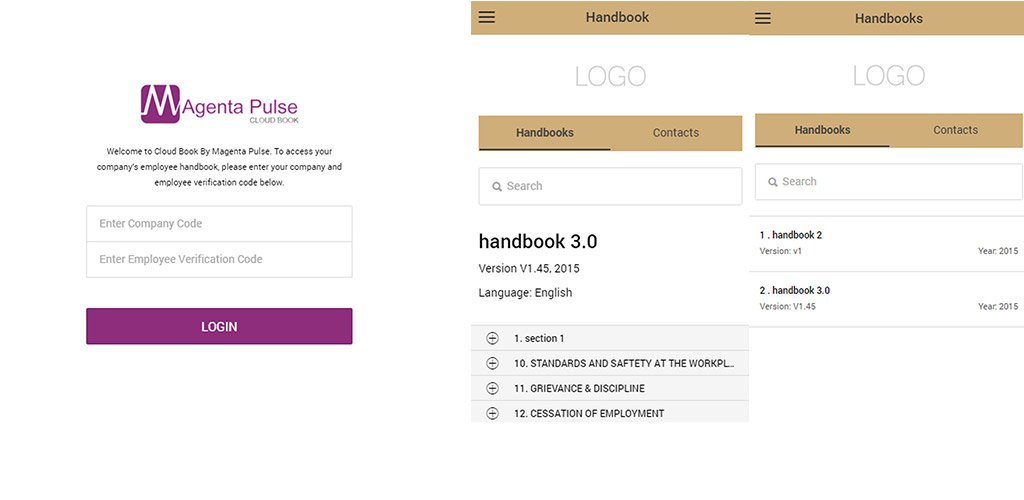 MAgenta Pulse
CLOUD BOOK
Welcome to Cloud Book By Magenta Pulse. To access your
company's employee handbook, please enter your company and
employee verification code below.
Enter Company Code
Enter Employee Verification Code
LOGIN
Handbook
LOGO
Handbooks Contacts
Search
handbook 3.0
Version V1.45, 2015
Language: English
1. section 1
10. STANDARDS AND SAFTETY AT THE WORKPL...
11. GRIEVANCE & DISCIPLINE
12. CESSATION OF EMPLOYMENT
Handbooks
LOGO
Handbooks Contacts
Search
1 . handbook 2
Version: v1 Year: 2015
2 . handbook 3.0
Version: V1.45 Year: 2015